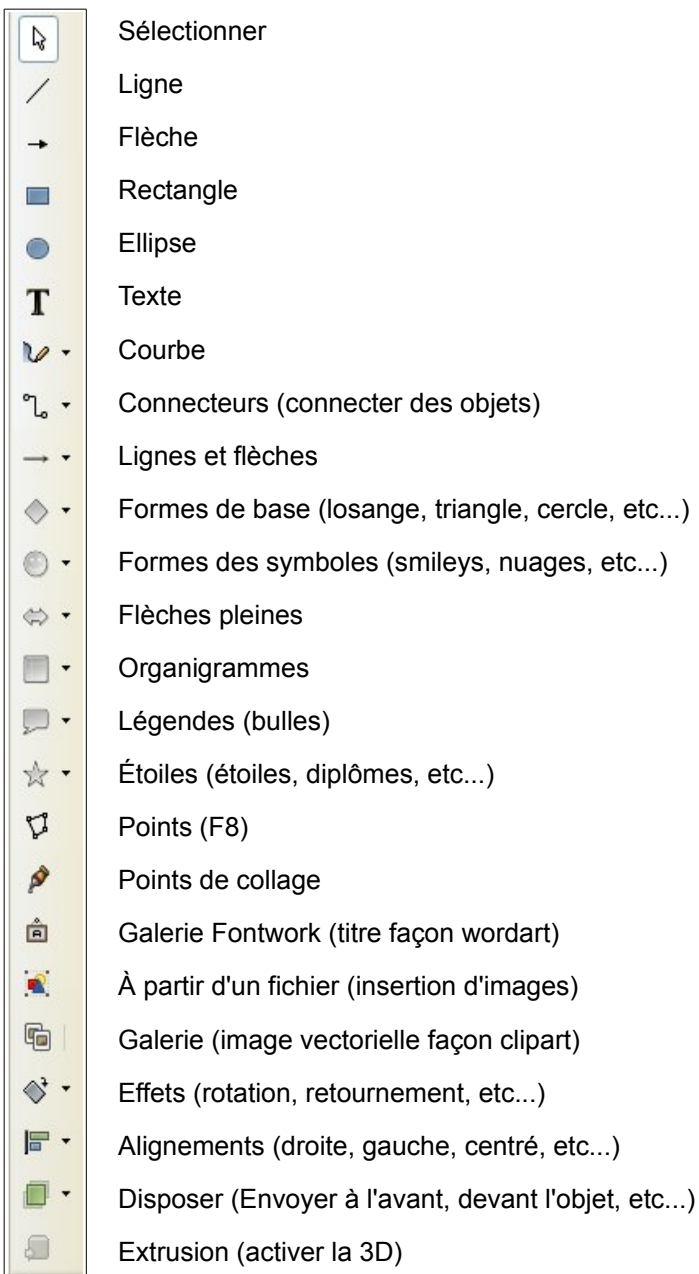 Sélectionner
Ligne
Flèche
Rectangle
Ellipse
T Texte
Courbe
Connecteurs (connecter des objets)
Lignes et flèches
Formes de base (losange, triangle, cercle, etc...)
Formes des symboles (smileys, nuages, etc...)
Flèches pleines
Organigrammes
Légendes (bulles)
Étoiles (étoiles, diplômes, etc...)
Points (F8)
Points de collage
A Galerie Fontwork (titre façon wordart)
À partir d'un fichier (insertion d'images)
Galerie (image vectorielle façon clipart)
Effets (rotation, retournement, etc...)
Alignements (droite, gauche, centré, etc...)
Disposer (Envoyer à l'avant, devant l'objet, etc...)
Extrusion (activer la 3D)